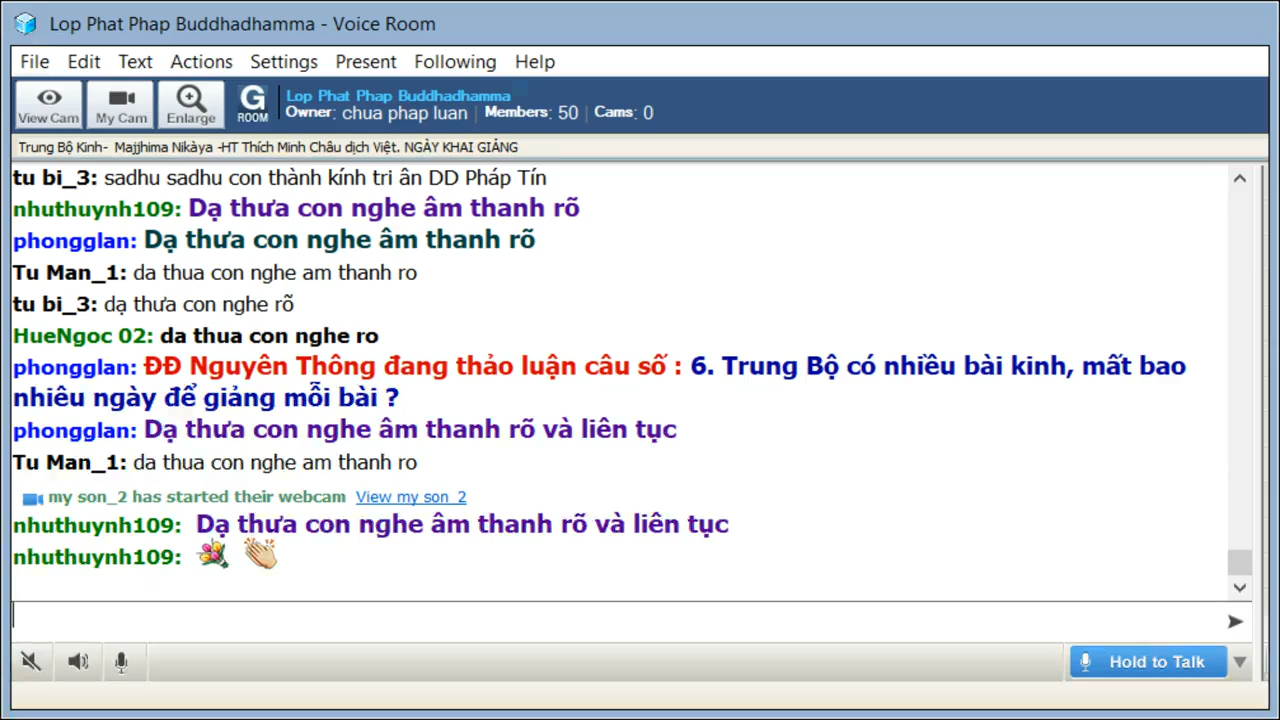 Lop Phat Phap Buddhadhamma - Voice Room
File Edit Text Actions Settings Present Following Help
View Cam My Cam Enlarge G ROOM Lop Phat Phap Buddhadhamma
Owner: chua phap luan | Members: 50 | Cams: 0
Trung Bộ Kinh- Majjhima Nikàya -HT Thích Minh Châu dịch Việt. NGÀY KHAI GIẢNG
tu bi_3: sadhu sadhu con thành kính tri ân DD Pháp Tín
nhuthuynh109: Dạ thưa con nghe âm thanh rõ
phongglan: Dạ thưa con nghe âm thanh rõ
Tu Man_1: da thua con nghe am thanh ro
tu bi_3: dạ thưa con nghe rõ
HueNgoc 02: da thua con nghe ro
phongglan: ĐĐ Nguyên Thông đang thảo luận câu số : 6. Trung Bộ có nhiều bài kinh, mất bao
nhiêu ngày để giảng mỗi bài ?
phongglan: Dạ thưa con nghe âm thanh rõ và liên tục
Tu Man_1: da thua con nghe am thanh ro
my son_2 has started their webcam View my son_2
nhuthuynh109: Dạ thưa con nghe âm thanh rõ và liên tục
nhuthuynh109:
Hold to Talk